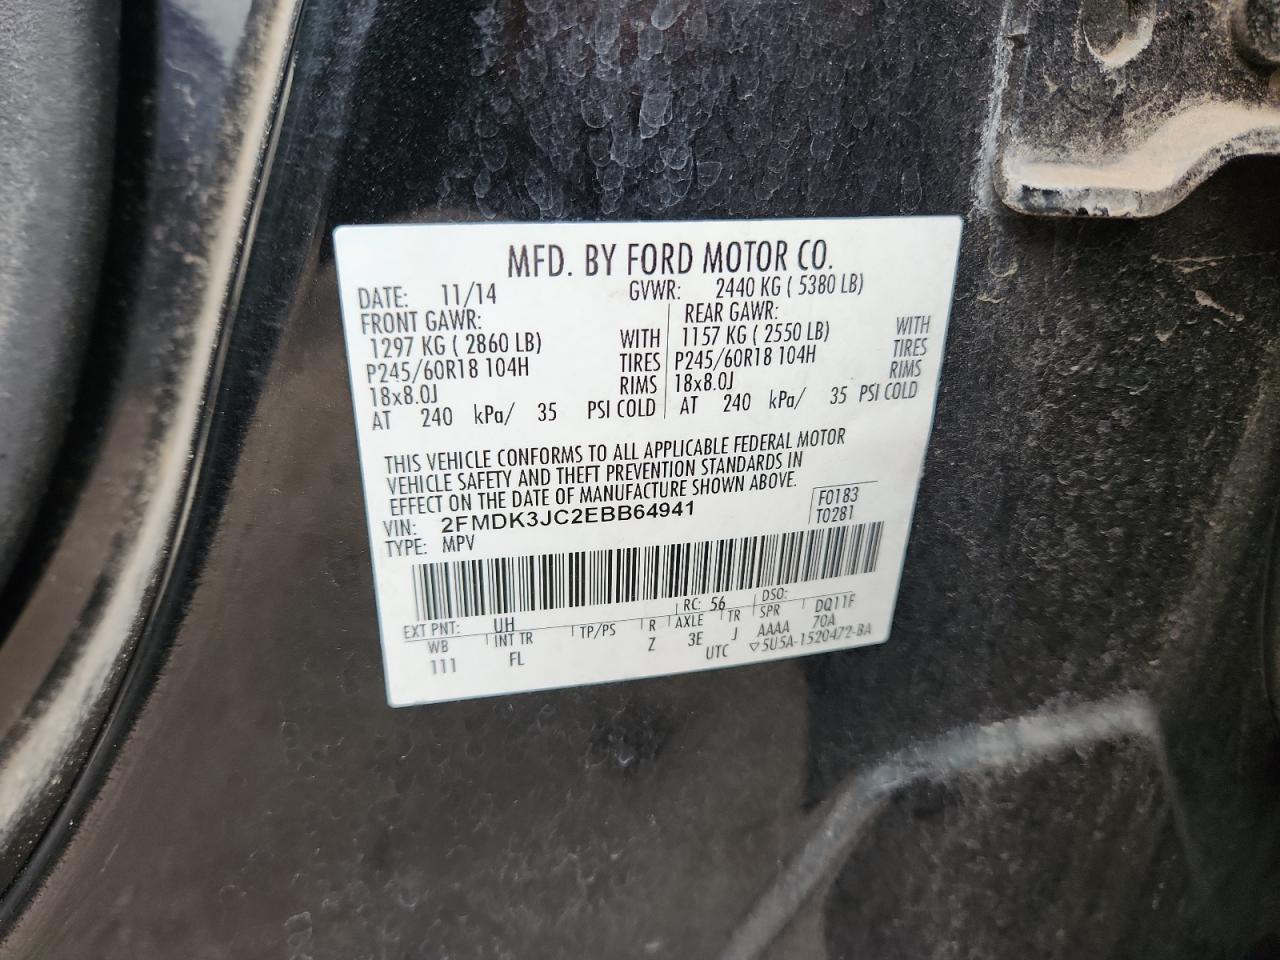 MFD. BY FORD MOTOR CO.
DATE: 11/14 GVWR: 2440 KG ( 5380 LB)
FRONT GAWR: REAR GAWR:
1297 KG ( 2860 LB) WITH 1157 KG ( 2550 LB) WITH
P245/60R18 104H TIRES P245/60R18 104H TIRES
18x8.0J RIMS 18x8.0J RIMS
AT 240 kPa/ 35 PSI COLD AT 240 kPa/ 35 PSI COLD
THIS VEHICLE CONFORMS TO ALL APPLICABLE FEDERAL MOTOR
VEHICLE SAFETY AND THEFT PREVENTION STANDARDS IN
EFFECT ON THE DATE OF MANUFACTURE SHOWN ABOVE.
VIN: 2FMDK3JC2EBB64941 F0183
TYPE: MPV T0281
EXT PNT: UH RC: 56 DSO:
WB INT TR TP/PS R AXLE TR SPR DQ11F
111 FL Z 3E J AAAA 70A
UTC ▽5U5A-1520472-BA